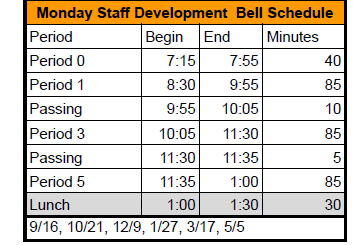 Monday Staff Development Bell Schedule
Period Begin End Minutes
Period 0 7:15 7:55 40
Period 1 8:30 9:55 85
Passing 9:55 10:05 10
Period 3 10:05 11:30 85
Passing 11:30 11:35 5
Period 5 11:35 1:00 85
Lunch 1:00 1:30 30
9/16, 10/21, 12/9, 1/27, 3/17, 5/5